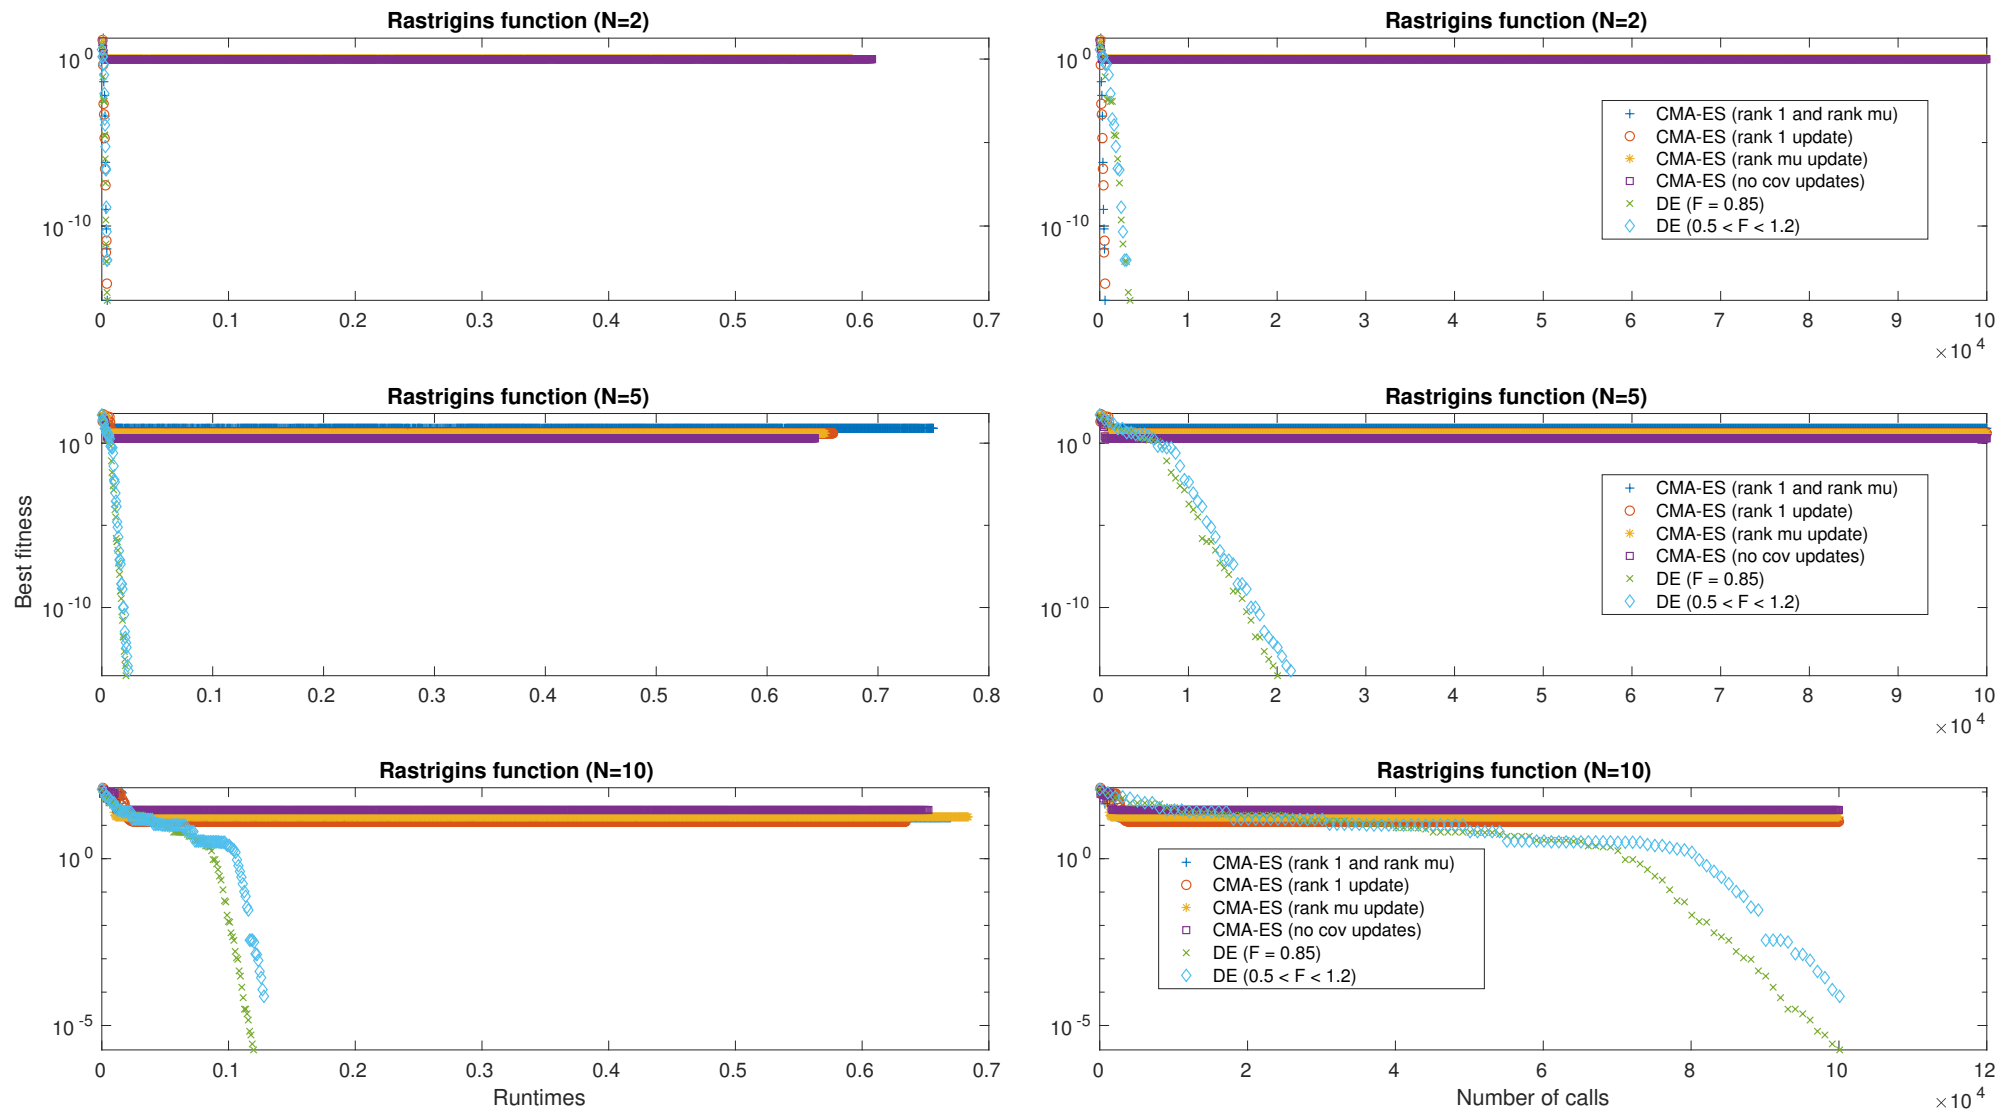 Rastrigins function (N=2)
10^0
10^-10
0 0.1 0.2 0.3 0.4 0.5 0.6 0.7
Rastrigins function (N=2)
10^0
10^-10
CMA-ES (rank 1 and rank mu)
CMA-ES (rank 1 update)
CMA-ES (rank mu update)
CMA-ES (no cov updates)
DE (F = 0.85)
DE (0.5 < F < 1.2)
0 1 2 3 4 5 6 7 8 9 10
×10^4
Rastrigins function (N=5)
10^0
10^-10
0 0.1 0.2 0.3 0.4 0.5 0.6 0.7 0.8
Best fitness
Rastrigins function (N=5)
10^0
10^-10
CMA-ES (rank 1 and rank mu)
CMA-ES (rank 1 update)
CMA-ES (rank mu update)
CMA-ES (no cov updates)
DE (F = 0.85)
DE (0.5 < F < 1.2)
0 1 2 3 4 5 6 7 8 9 10
×10^4
Rastrigins function (N=10)
10^0
10^-5
0 0.1 0.2 0.3 0.4 0.5 0.6 0.7
Runtimes
Rastrigins function (N=10)
10^0
10^-5
CMA-ES (rank 1 and rank mu)
CMA-ES (rank 1 update)
CMA-ES (rank mu update)
CMA-ES (no cov updates)
DE (F = 0.85)
DE (0.5 < F < 1.2)
0 2 4 6 8 10 12
Number of calls
×10^4